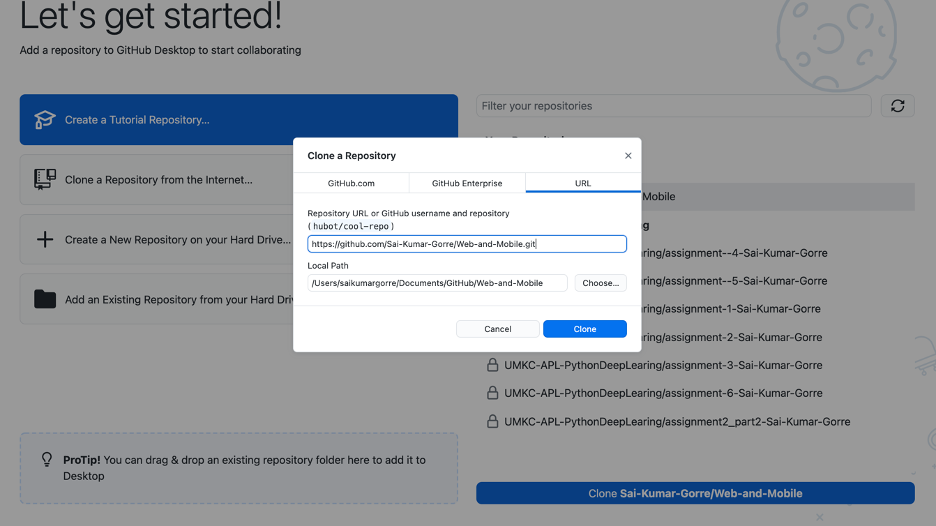 Let's get started!
Add a repository to GitHub Desktop to start collaborating
Create a Tutorial Repository...
Clone a Repository from the Internet...
Create a New Repository on your Hard Drive...
Add an Existing Repository from your Hard Dri
ProTip! You can drag & drop an existing repository folder here to add it to
Desktop
Filter your repositories
Clone a Repository
GitHub.com
GitHub Enterprise
URL
Repository URL or GitHub username and repository
(hubot/cool-repo)
https://github.com/Sai-Kumar-Gorre/Web-and-Mobile.git
Local Path
/Users/saikumargorre/Documents/GitHub/Web-and-Mobile
Choose...
Cancel
Clone
Mobile
g
ring/assignment--4-Sai-Kumar-Gorre
ring/assignment--5-Sai-Kumar-Gorre
ring/assignment-1-Sai-Kumar-Gorre
ring/assignment-2-Sai-Kumar-Gorre
UMKC-APL-PythonDeepLearing/assignment-3-Sai-Kumar-Gorre
UMKC-APL-PythonDeepLearing/assignment-6-Sai-Kumar-Gorre
UMKC-APL-PythonDeepLearing/assignment2_part2-Sai-Kumar-Gorre
Clone Sai-Kumar-Gorre/Web-and-Mobile